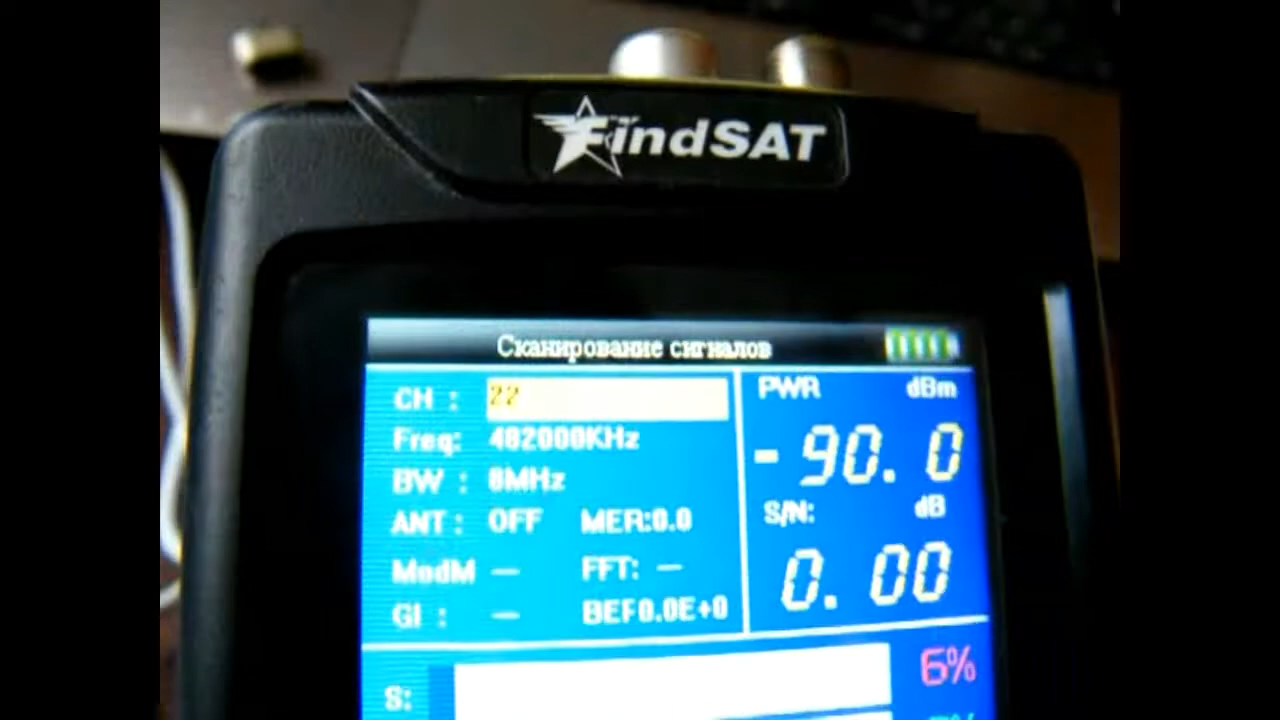 FindSAT
Сканирование сигналов
CH : 22
Freq: 482000KHz
BW : 8MHz
ANT : OFF MER:0.0
ModM — FFT: —
GI : — BEF0.0E+0
PWR dBm
-90.0
S/N: dB
0.00
S: 6%